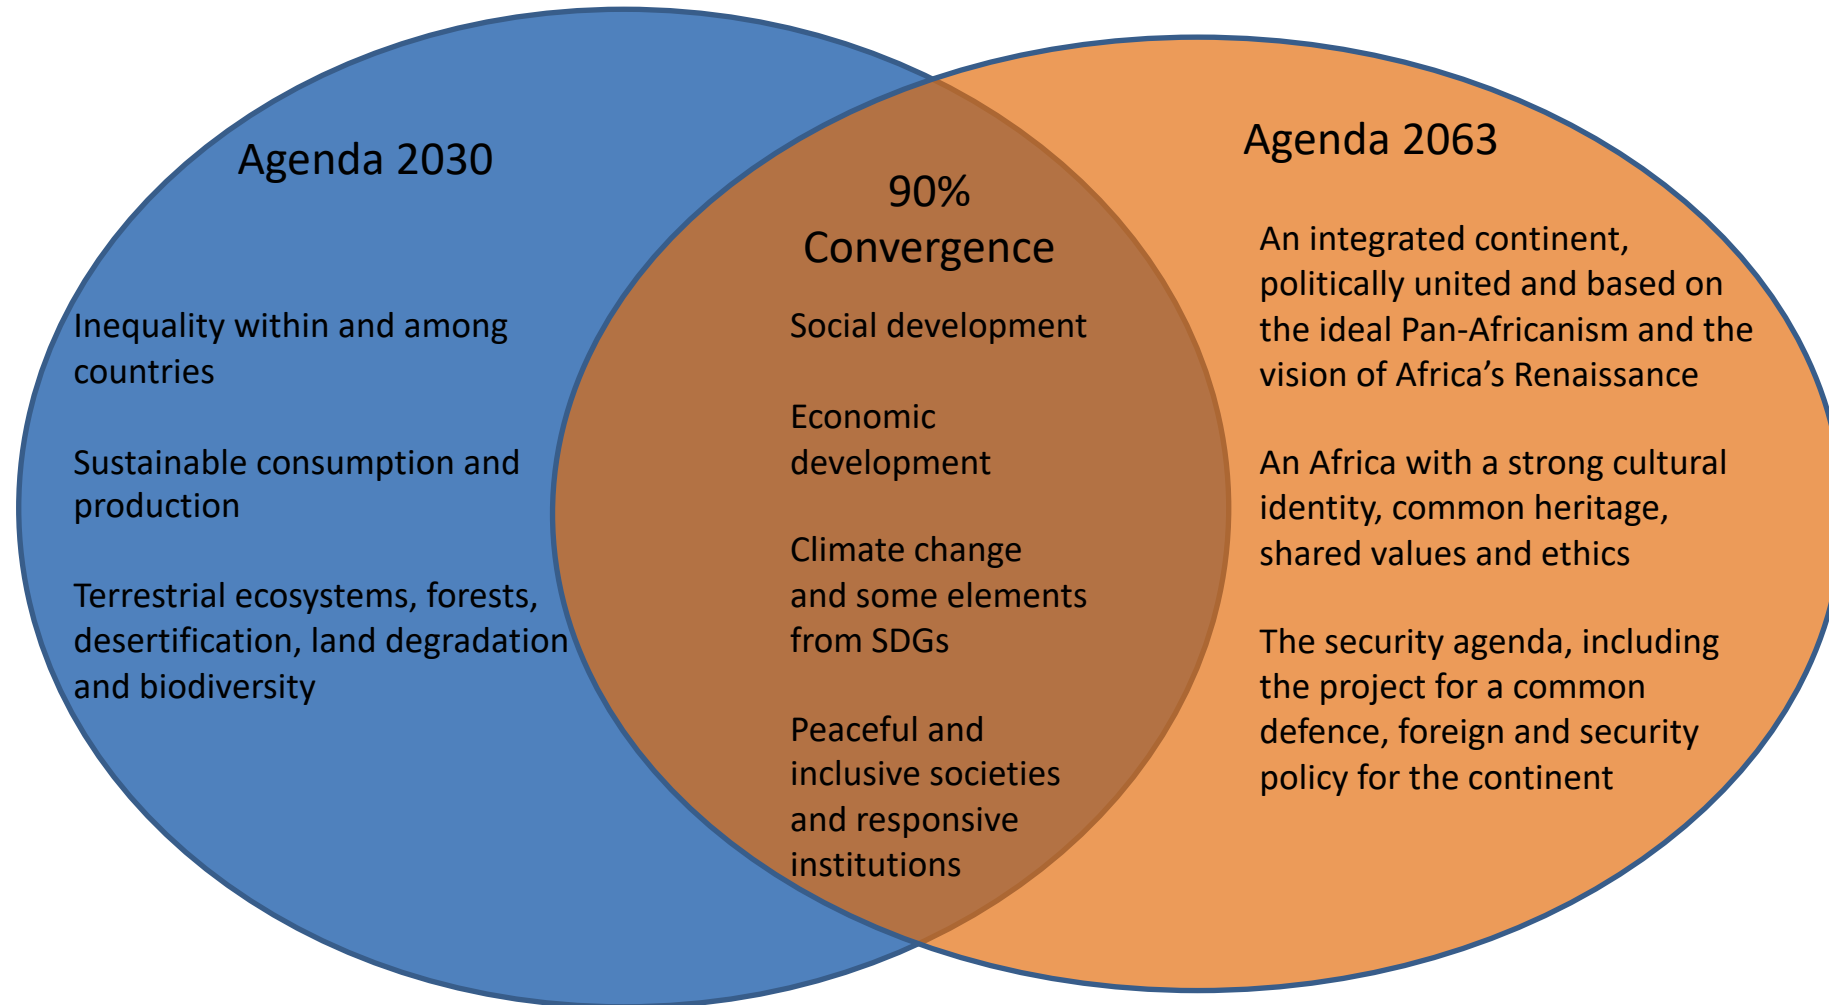 Agenda 2030
Inequality within and among
countries
Sustainable consumption and
production
Terrestrial ecosystems, forests,
desertification, land degradation
and biodiversity
90%
Convergence
Social development
Economic
development
Climate change
and some elements
from SDGs
Peaceful and
inclusive societies
and responsive
institutions
Agenda 2063
An integrated continent,
politically united and based on
the ideal Pan-Africanism and the
vision of Africa’s Renaissance
An Africa with a strong cultural
identity, common heritage,
shared values and ethics
The security agenda, including
the project for a common
defence, foreign and security
policy for the continent